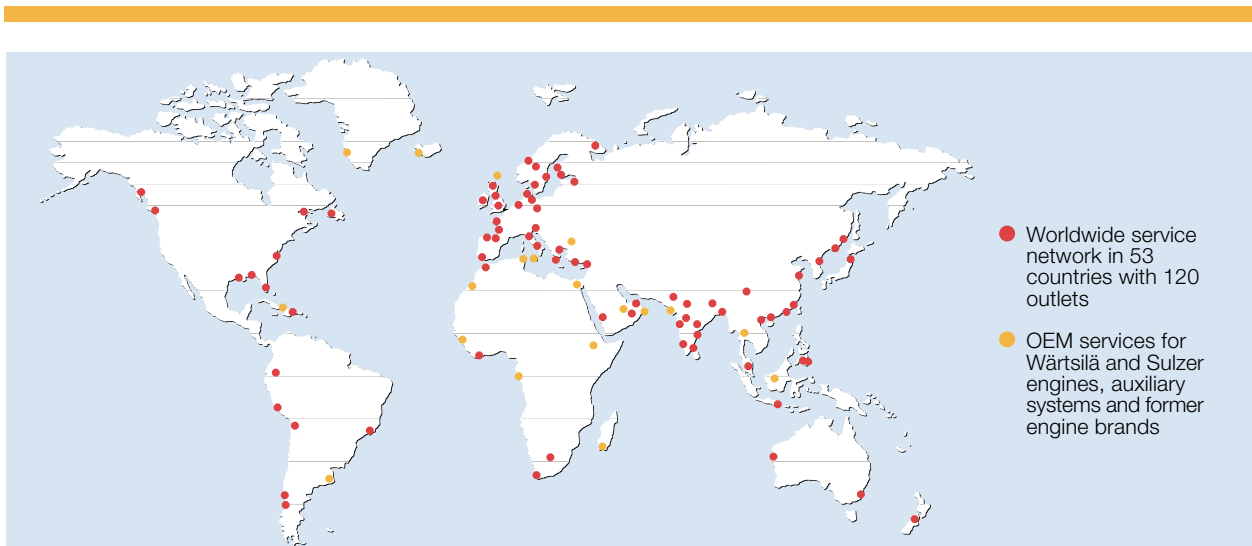 Worldwide service
network in 53
countries with 120
outlets
OEM services for
Wärtsilä and Sulzer
engines, auxiliary
systems and former
engine brands